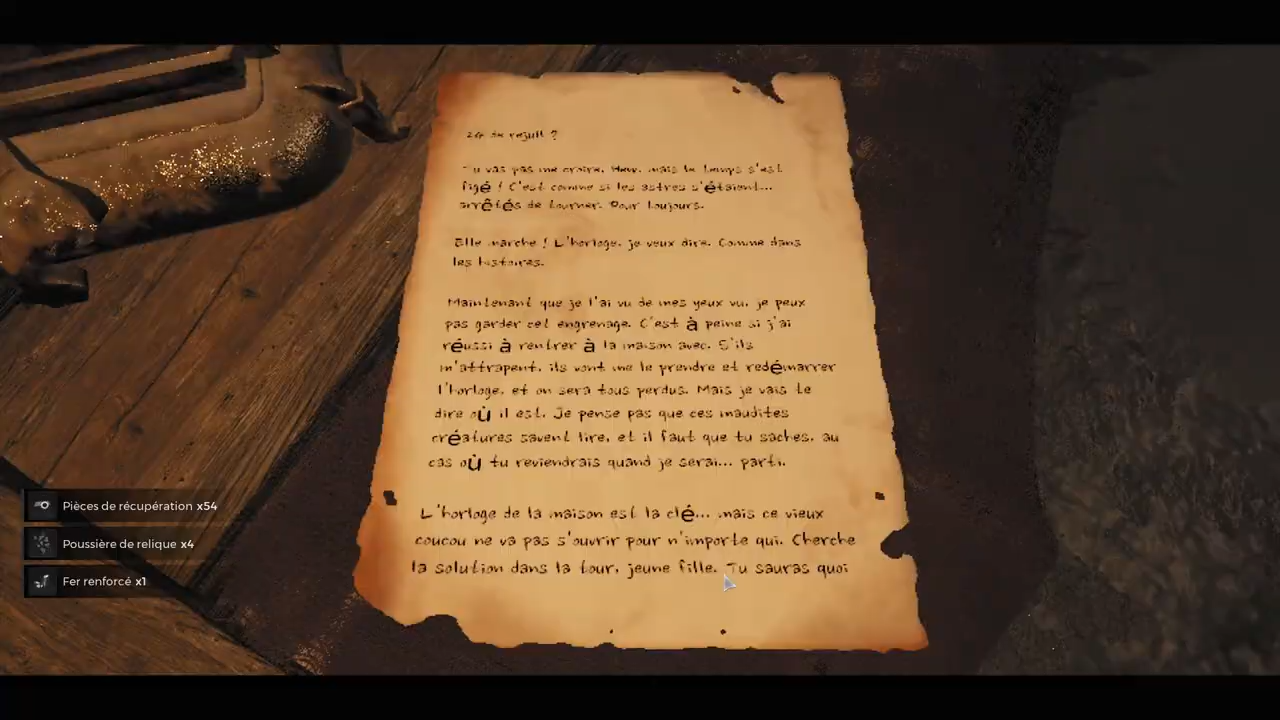 24 de rejull ?
Tu vas pas me croire, Hew, mais le temps s'est
figé ! C'est comme si les astres s'étaient...
arrêtés de tourner. Pour toujours.
Elle marche ! L'horloge, je veux dire. Comme dans
les histoires.
Maintenant que je l'ai vu de mes yeux vu, je peux
pas garder cet engrenage. C'est à peine si j'ai
réussi à rentrer à la maison avec. S'ils
m'attrapent, ils vont me le prendre et redémarrer
l'horloge, et on sera tous perdus. Mais je vais te
dire où il est. Je pense pas que ces maudites
créatures savent lire, et il faut que tu saches, au
cas où tu reviendrais quand je serai... parti.
L'horloge de la maison est la clé... mais ce vieux
coucou ne va pas s'ouvrir pour n'importe qui. Cherche
la solution dans la tour, jeune fille. Tu sauras quoi
Pièces de récupération x54
Poussière de relique x4
Fer renforcé x1